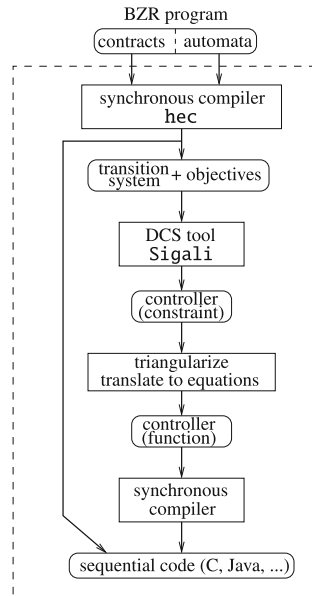 BZR program
contracts automata
synchronous compiler
hec
transition
system + objectives
DCS tool
Sigali
controller
(constraint)
triangularize
translate to equations
controller
(function)
synchronous
compiler
sequential code (C, Java, ...)